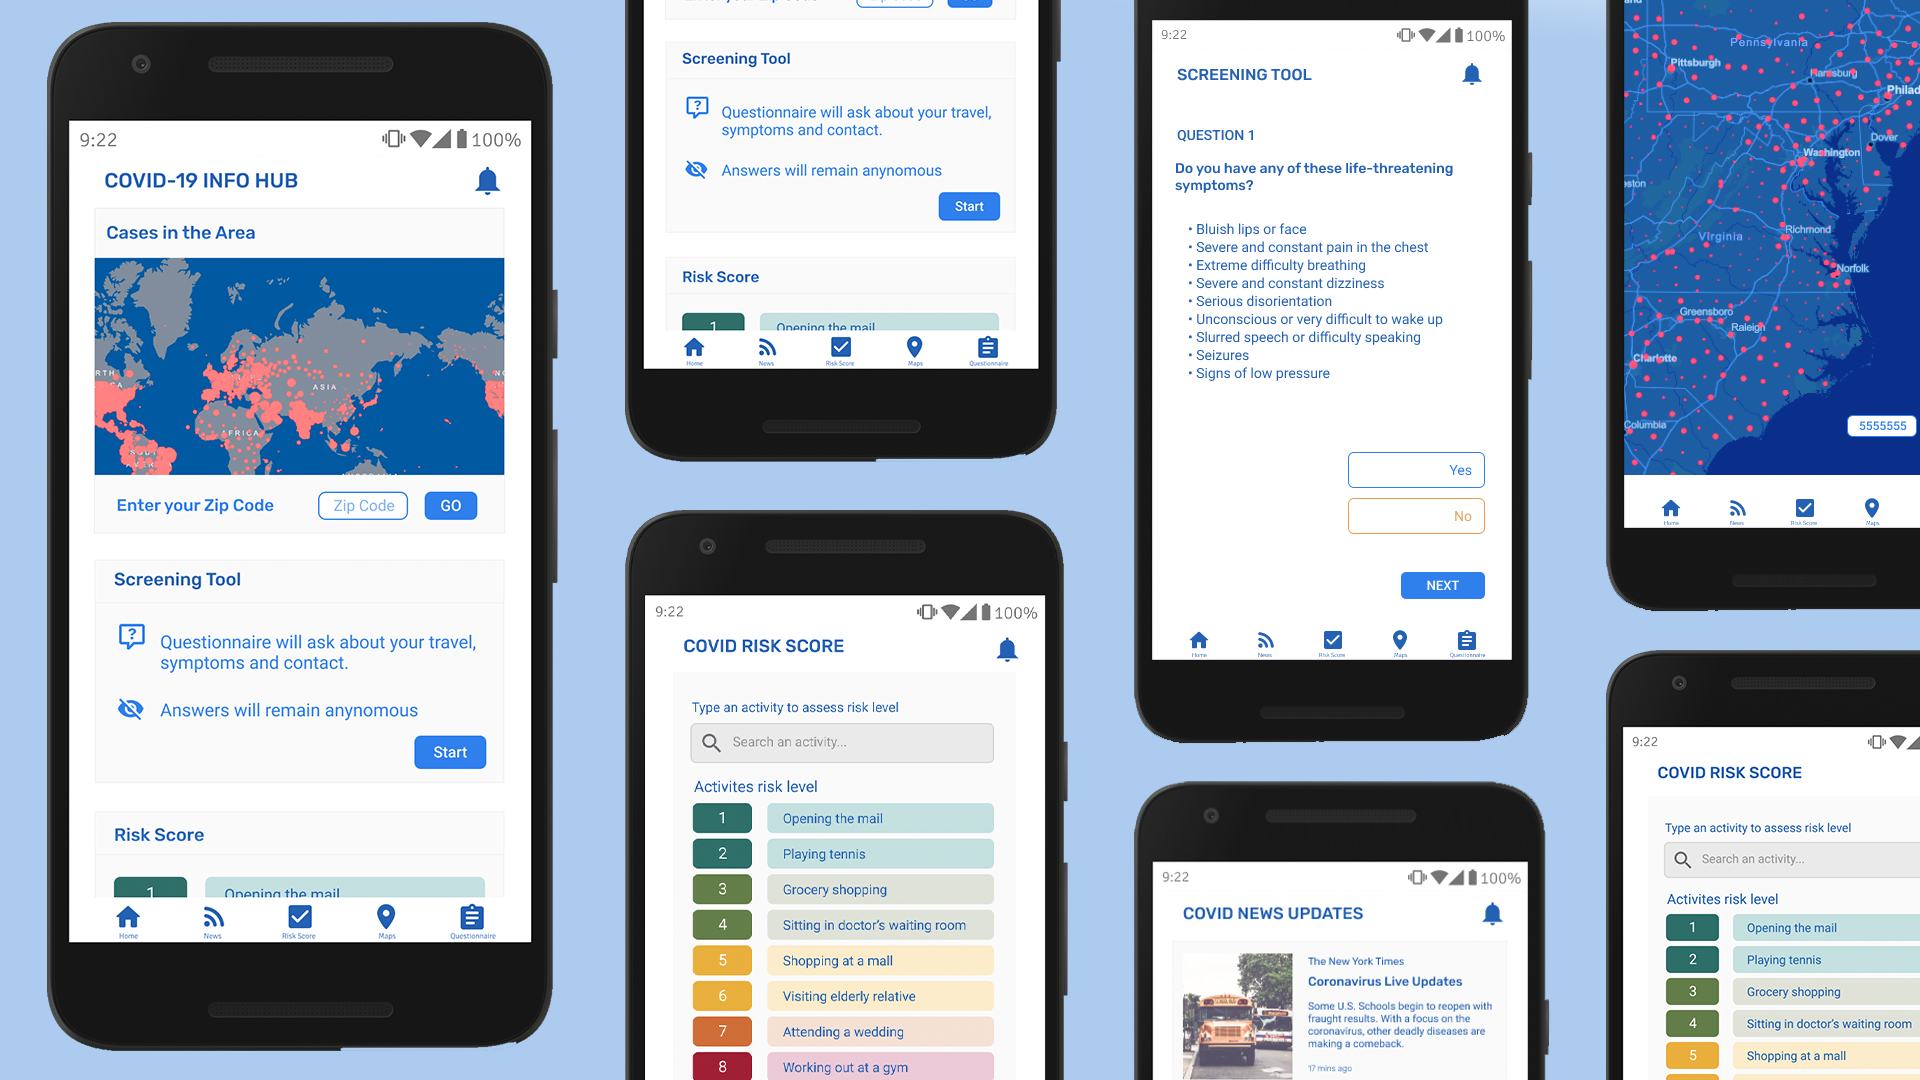 9:22
100%
COVID-19 INFO HUB
Cases in the Area
ASIA
AFRICA
Enter your Zip Code
Zip Code
GO
Screening Tool
Questionnaire will ask about your travel,
symptoms and contact.
Answers will remain anynomous
Start
Risk Score
1
Opening the mail
Home
News
Risk Score
Maps
Questionnaire
Screening Tool
Questionnaire will ask about your travel,
symptoms and contact.
Answers will remain anynomous
Start
Risk Score
1
Opening the mail
Home
News
Risk Score
Maps
Questionnaire
9:22
100%
COVID RISK SCORE
Type an activity to assess risk level
Search an activity...
Activites risk level
1 Opening the mail
2 Playing tennis
3 Grocery shopping
4 Sitting in doctor's waiting room
5 Shopping at a mall
6 Visiting elderly relative
7 Attending a wedding
8 Working out at a gym
9:22
100%
SCREENING TOOL
QUESTION 1
Do you have any of these life-threatening
symptoms?
• Bluish lips or face
• Severe and constant pain in the chest
• Extreme difficulty breathing
• Severe and constant dizziness
• Serious disorientation
• Unconscious or very difficult to wake up
• Slurred speech or difficulty speaking
• Seizures
• Signs of low pressure
Yes
No
NEXT
Home
News
Risk Score
Maps
Questionnaire
9:22
100%
COVID NEWS UPDATES
The New York Times
Coronavirus Live Updates
Some U.S. Schools begin to reopen with
fraught results. With a focus on the
coronavirus, other deadly diseases are
making a comeback.
17 mins ago
Pennsylvania
Pittsburgh
Harrisburg
Philad
Dover
Washington
eston
Virginia
Richmond
Norfolk
Greensboro
Raleigh
Charlotte
Columbia
5555555
Home
News
Risk Score
Maps
9:22
COVID RISK SCORE
Type an activity to assess risk level
Search an activity...
Activites risk level
1 Opening the mail
2 Playing tennis
3 Grocery shopping
4 Sitting in doctor's waiting room
5 Shopping at a mall